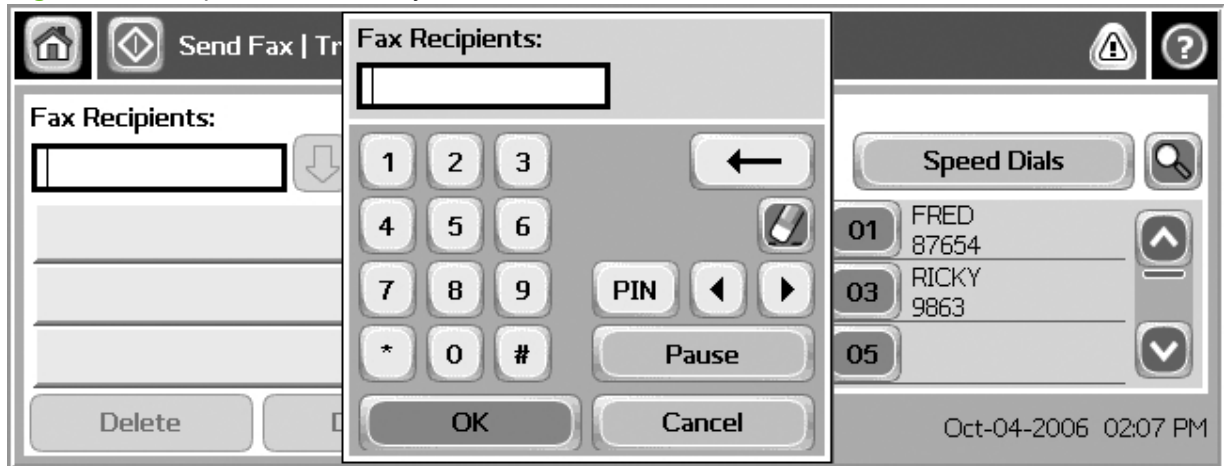 Send Fax | Tr
Fax Recipients:
?
Fax Recipients:
1 2 3
4 5 6
7 8 9
* 0 #
PIN
Pause
OK
Cancel
Speed Dials
01 FRED
87654
03 RICKY
9863
05
Delete
Oct-04-2006 02:07 PM